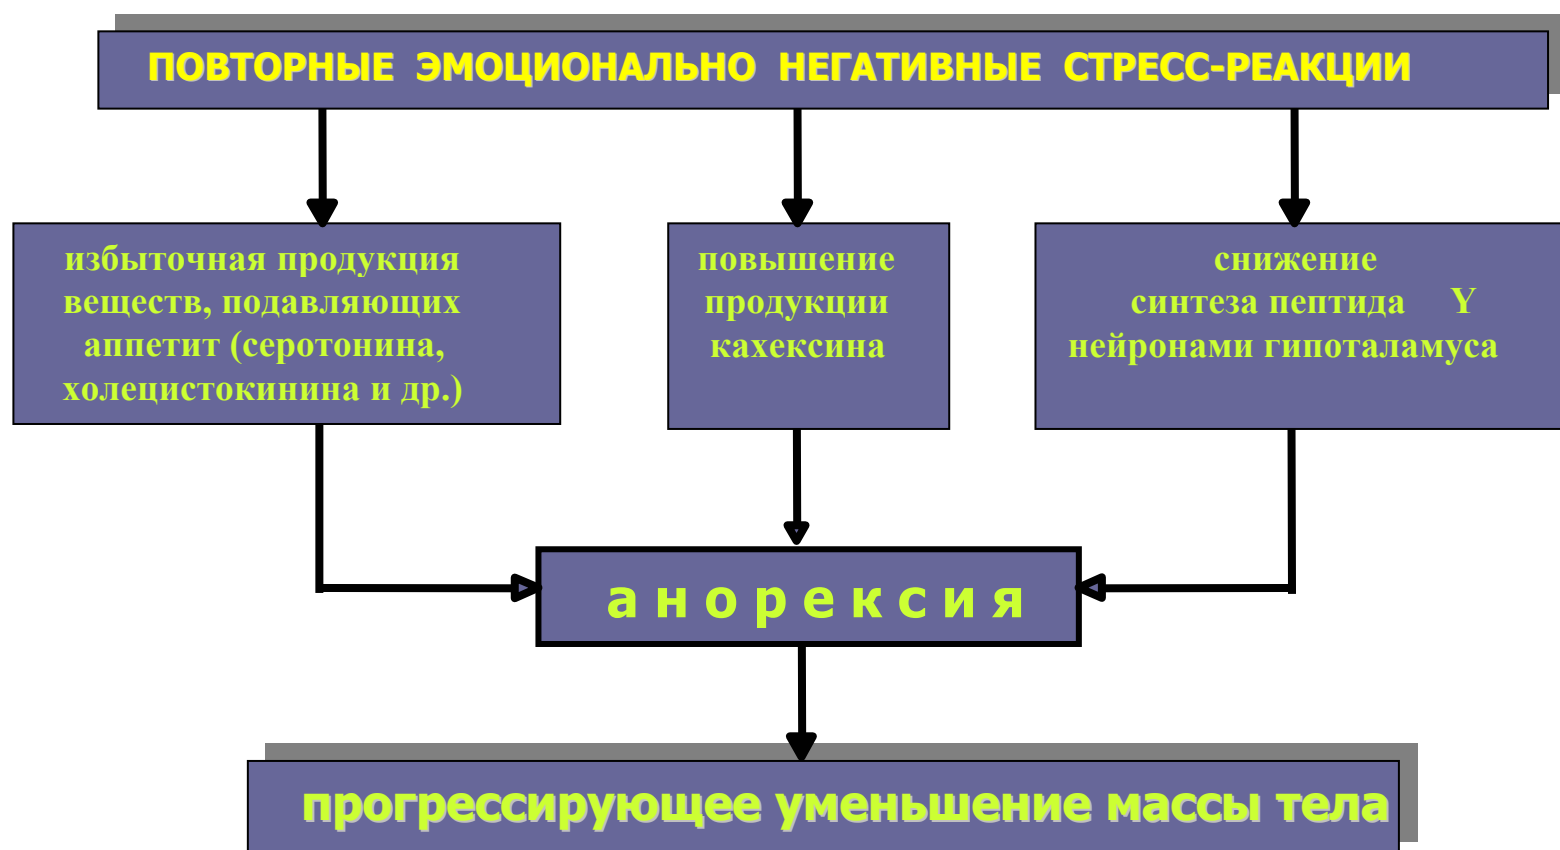 ПОВТОРНЫЕ ЭМОЦИОНАЛЬНО НЕГАТИВНЫЕ СТРЕСС-РЕАКЦИИ
избыточная продукция
веществ, подавляющих
аппетит (серотонина,
холецистокинина и др.)
повышение
продукции
кахексина
снижение
синтеза пептида Y
нейронами гипоталамуса
анорексия
прогрессирующее уменьшение массы тела